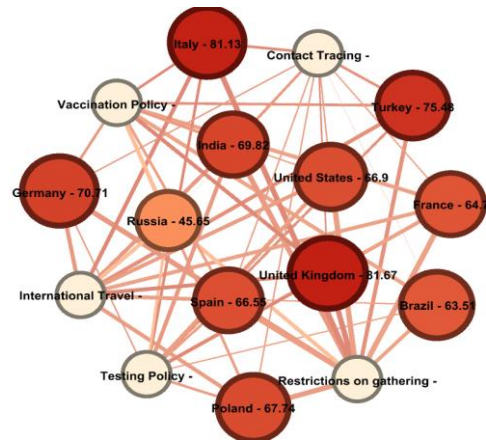 Italy - 81.13
Contact Tracing -
Vaccination Policy -
Turkey - 75.48
India - 69.82
United States - 66.9
Germany - 70.71
France - 64.7
Russia - 45.65
United Kingdom - 81.67
International Travel -
Spain - 66.55
Brazil - 63.51
Testing Policy -
Restrictions on gathering -
Poland - 67.74